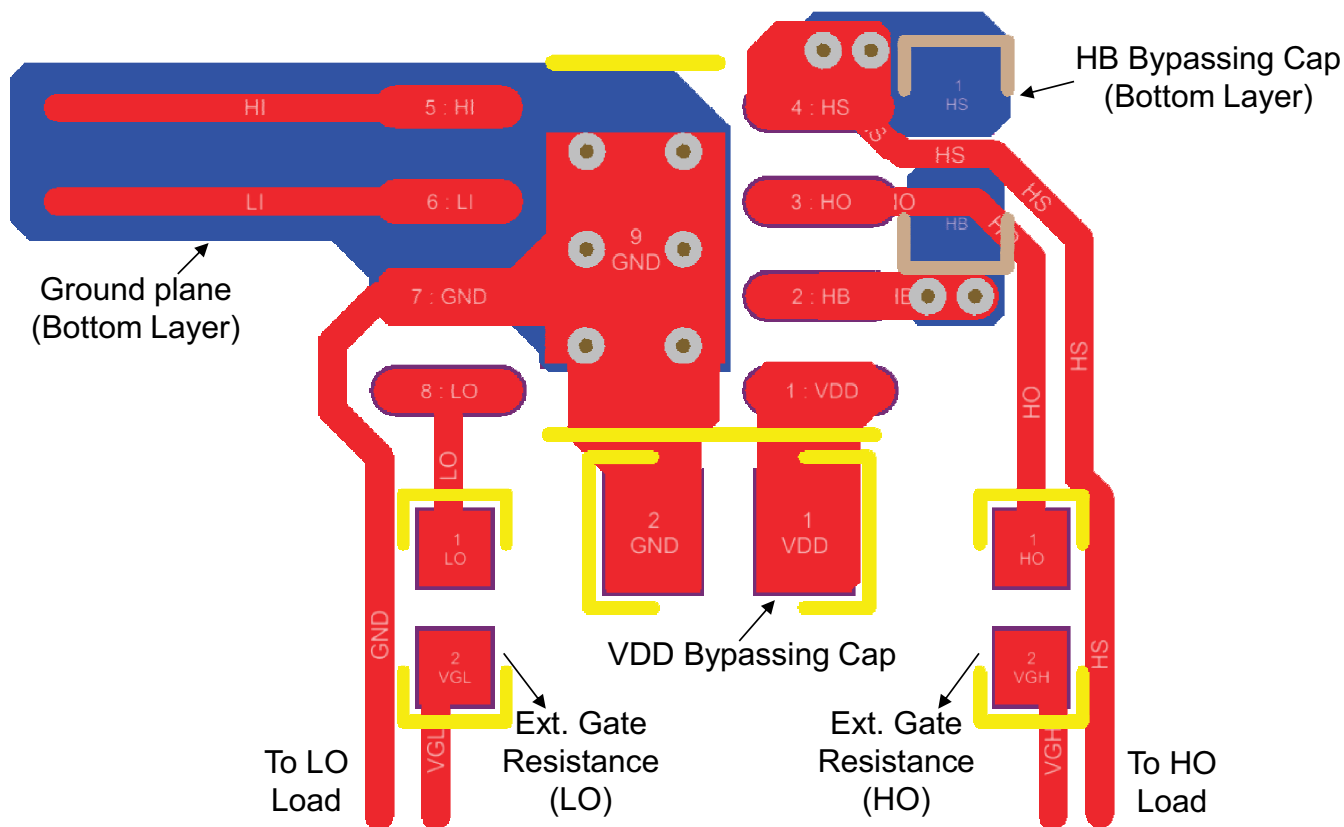 HB Bypassing Cap
(Bottom Layer)
HI
5 : HI
4 : HS
1
HS
HS
HS
HS
LI
6 : LI
3 : HO
HO
HO
HB
9
GND
Ground plane
(Bottom Layer)
7 : GND
2 : HB
HS
8 : LO
1 : VDD
HO
LO
1
LO
2
GND
1
VDD
1
HO
GND
2
VGL
VDD Bypassing Cap
2
VGH
HS
Ext. Gate
Resistance
(LO)
Ext. Gate
Resistance
(HO)
VGL
VGH
To LO
Load
To HO
Load